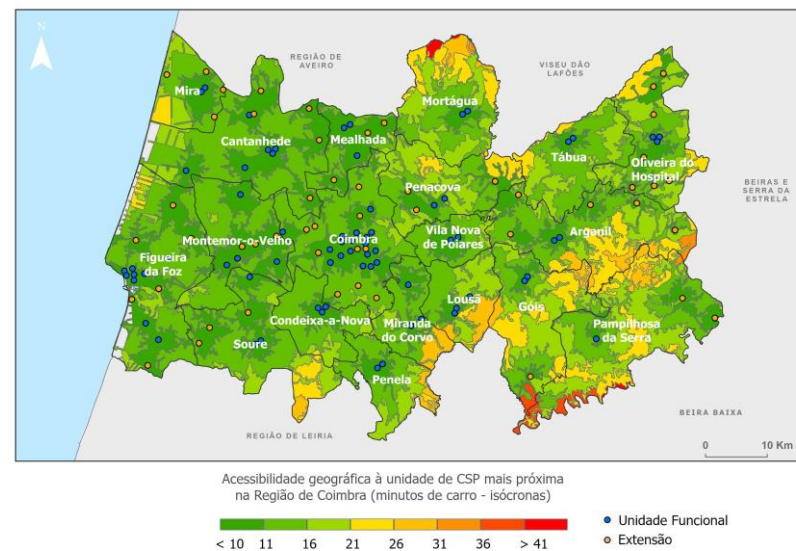 N
REGIÃO DE
AVEIRO
VISEU DÃO
LAFÕES
Mira
Mortágua
Cantanhede
Mealhada
Tábua
Oliveira do
Hospital
BEIRAS E
SERRA DA
ESTRELA
Penacova
Vila Nova
de Poiares
Arganil
Montemor-o-Velho
Coimbra
Figueira
da Foz
Lousã
Góis
Condeixa-a-Nova
Miranda
do Corvo
Pampilhosa
da Serra
Soure
Penela
BEIRA BAIXA
REGIÃO DE LEIRIA
0 10 Km
Acessibilidade geográfica à unidade de CSP mais próxima
na Região de Coimbra (minutos de carro - isócronas)
< 10 11 16 21 26 31 36 > 41
Unidade Funcional
Extensão